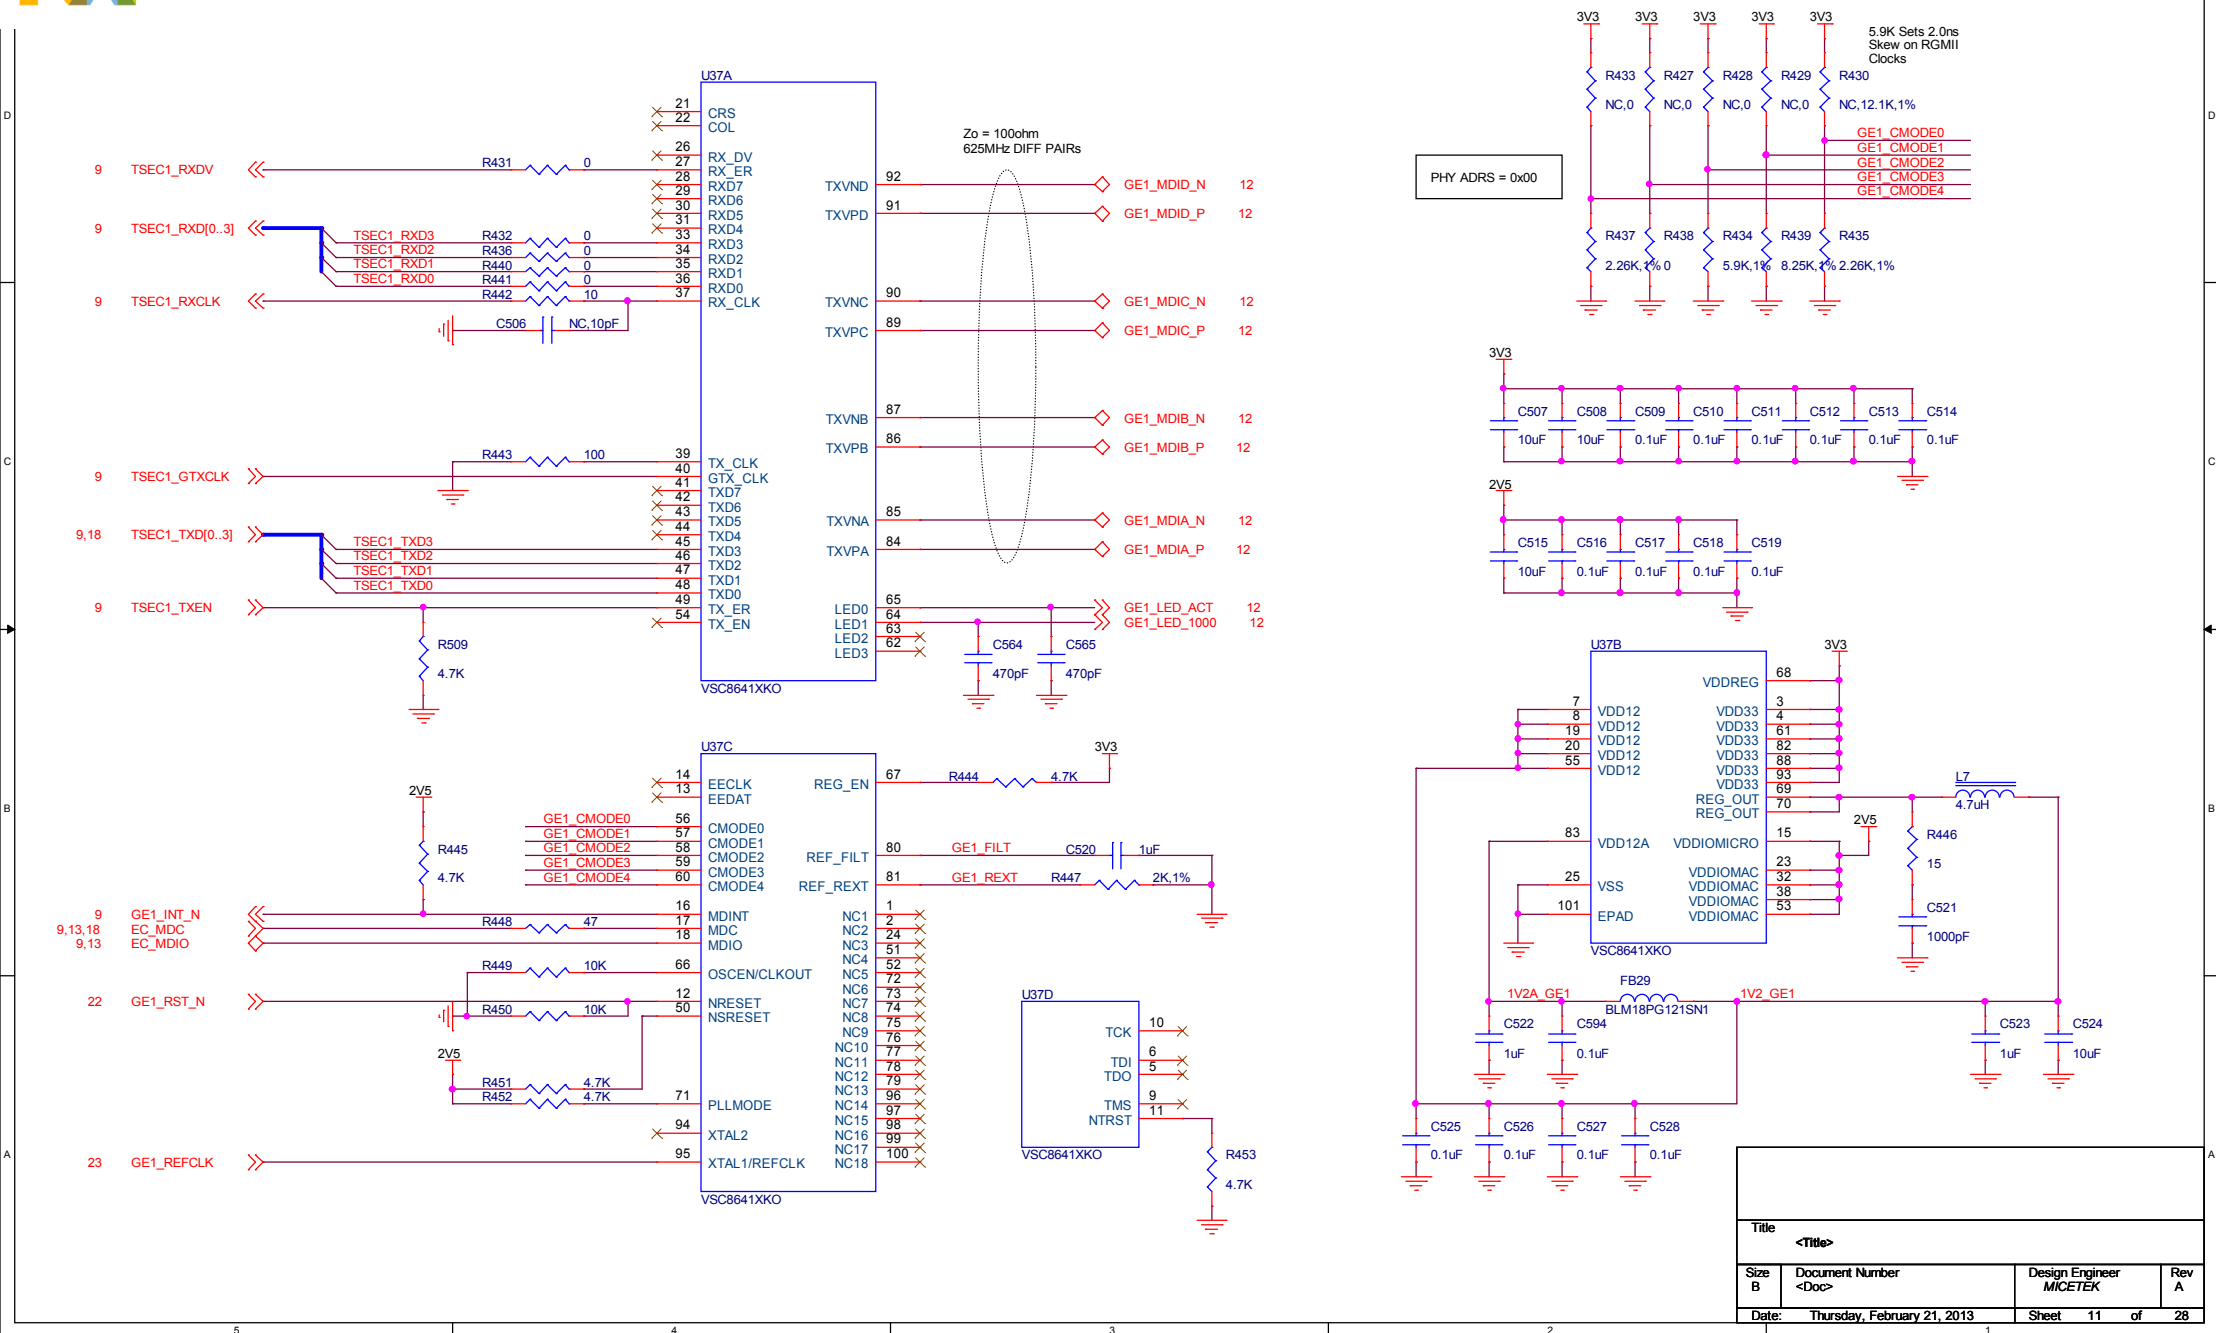 3V3 3V3 3V3 3V3 3V3
5.9K Sets 2.0ns
Skew on RGMII
Clocks
R433 R427 R428 R429 R430
NC,0 NC,0 NC,0 NC,0 NC,12.1K,1%
GE1_CMODE0
GE1_CMODE1
GE1_CMODE2
GE1_CMODE3
GE1_CMODE4
PHY ADRS = 0x00
R437 R438 R434 R439 R435
2.26K,1% 0 5.9K,1% 8.25K,1% 2.26K,1%
U37A
21 CRS
22 COL
26 RX_DV
27 RX_ER
28 RXD7
29 RXD6
30 RXD5
31 RXD4
33 RXD3
34 RXD2
35 RXD1
36 RXD0
37 RX_CLK
39 TX_CLK
40 GTX_CLK
41 TXD7
42 TXD6
43 TXD5
44 TXD4
45 TXD3
46 TXD2
47 TXD1
48 TXD0
49 TX_ER
54 TX_EN
9 TSEC1_RXDV R431 0
9 TSEC1_RXD[0..3]
TSEC1_RXD3 R432 0
TSEC1_RXD2 R436 0
TSEC1_RXD1 R440 0
TSEC1_RXD0 R441 0
9 TSEC1_RXCLK R442 10
C506 NC,10pF
R443 100
9 TSEC1_GTXCLK
9,18 TSEC1_TXD[0..3]
TSEC1_TXD3
TSEC1_TXD2
TSEC1_TXD1
TSEC1_TXD0
9 TSEC1_TXEN
R509
4.7K
Zo = 100ohm
625MHz DIFF PAIRs
TXVND 92 GE1_MDID_N 12
TXVPD 91 GE1_MDID_P 12
TXVNC 90 GE1_MDIC_N 12
TXVPC 89 GE1_MDIC_P 12
TXVNB 87 GE1_MDIB_N 12
TXVPB 86 GE1_MDIB_P 12
TXVNA 85 GE1_MDIA_N 12
TXVPA 84 GE1_MDIA_P 12
LED0 65 GE1_LED_ACT 12
LED1 64 GE1_LED_1000 12
LED2 63
LED3 62
C564 C565
470pF 470pF
VSC8641XKO
3V3
C507 C508 C509 C510 C511 C512 C513 C514
10uF 10uF 0.1uF 0.1uF 0.1uF 0.1uF 0.1uF 0.1uF
2V5
C515 C516 C517 C518 C519
10uF 0.1uF 0.1uF 0.1uF 0.1uF
U37B
3V3
7 VDD12
8 VDD12
19 VDD12
20 VDD12
55 VDD12
83 VDD12A
25 VSS
101 EPAD
VDDREG 68
VDD33 3
VDD33 4
VDD33 61
VDD33 82
VDD33 88
VDD33 93
REG_OUT 69
REG_OUT 70
VDDIOMICRO 15
VDDIOMAC 23
VDDIOMAC 32
VDDIOMAC 38
VDDIOMAC 53
2V5
L7
4.7uH
R446
15
C521
1000pF
VSC8641XKO
FB29
1V2A_GE1 1V2_GE1
BLM18PG121SN1
C522 C594 C523 C524
1uF 0.1uF 1uF 10uF
C525 C526 C527 C528
0.1uF 0.1uF 0.1uF 0.1uF
U37C
14 EECLK
13 EEDAT
GE1_CMODE0 56 CMODE0
GE1_CMODE1 57 CMODE1
GE1_CMODE2 58 CMODE2
GE1_CMODE3 59 CMODE3
GE1_CMODE4 60 CMODE4
2V5
R445
4.7K
9 GE1_INT_N 16 MDINT
9,13,18 EC_MDC R448 47 17 MDC
9,13 EC_MDIO 18 MDIO
R449 10K 66 OSCEN/CLKOUT
22 GE1_RST_N 12 NRESET
R450 10K 50 NSRESET
2V5
R451 4.7K
R452 4.7K 71 PLLMODE
94 XTAL2
23 GE1_REFCLK 95 XTAL1/REFCLK
REG_EN 67 R444 4.7K 3V3
REF_FILT 80 GE1_FILT C520 1uF
REF_REXT 81 GE1_REXT R447 2K,1%
NC1 1
NC2 2
NC3 24
NC4 51
NC5 52
NC6 72
NC7 73
NC8 74
NC9 75
NC10 76
NC11 77
NC12 78
NC13 79
NC14 96
NC15 97
NC16 98
NC17 99
NC18 100
VSC8641XKO
U37D
TCK 10
TDI 6
TDO 5
TMS 9
NTRST 11
VSC8641XKO
R453
4.7K
Title
<Title>
Size Document Number Design Engineer Rev
B <Doc> MICETEK A
Date: Thursday, February 21, 2013 Sheet 11 of 28
D D
C C
B B
A A
5 4 3 2 1